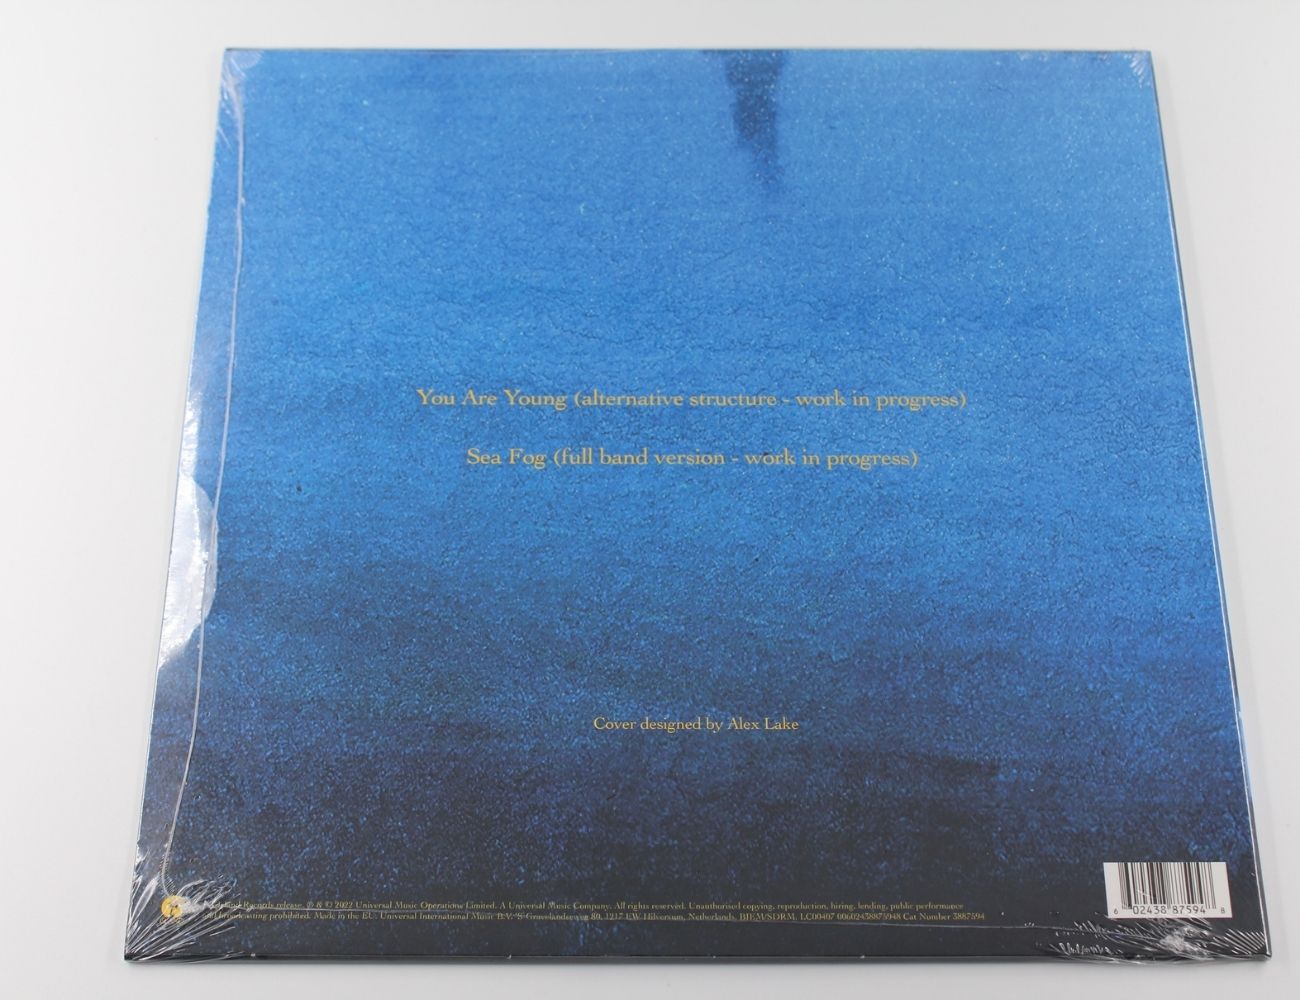 You Are Young (alternative structure - work in progress)
Sea Fog (full band version - work in progress)
Cover designed by Alex Lake
Records release. ℗ & © 2022 Universal Music Operations Limited. A Universal Music Company. All rights reserved. Unauthorised copying, reproduction, hiring, lending, public performance
and broadcasting prohibited. Made in the EU. Universal International Music B.V. 's Gravelandseweg 80, 1217 EW Hilversum, Netherlands. BIEM/SDRM. LC00407 00602438875948 Cat Number 3887594
6 02438 87594 8